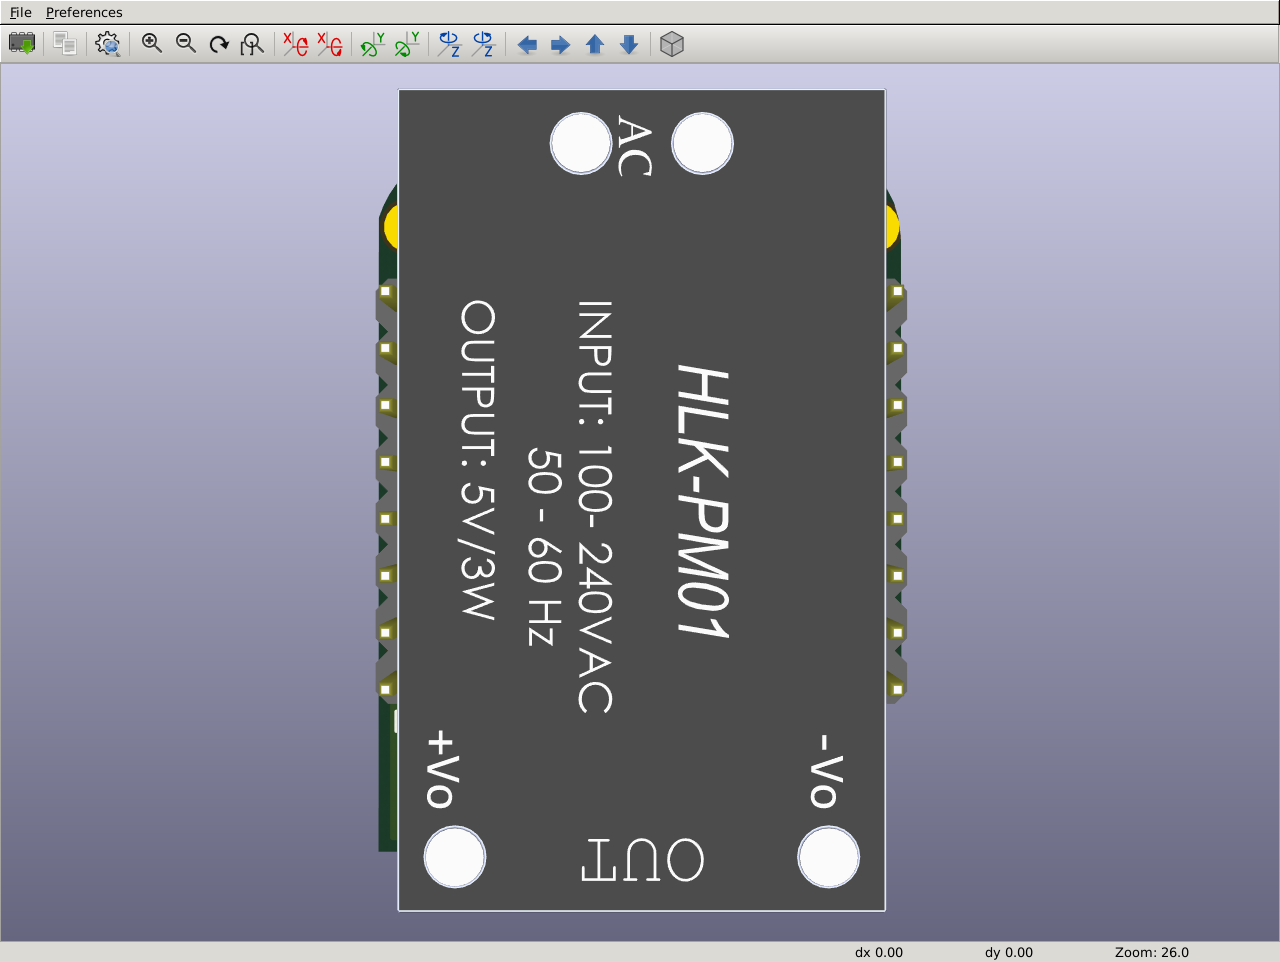 File Preferences
AC
HLK-PM01
INPUT: 100- 240VAC
50 - 60 Hz
OUTPUT: 5V/3W
+Vo
-Vo
OUT
dx 0.00 dy 0.00 Zoom: 26.0